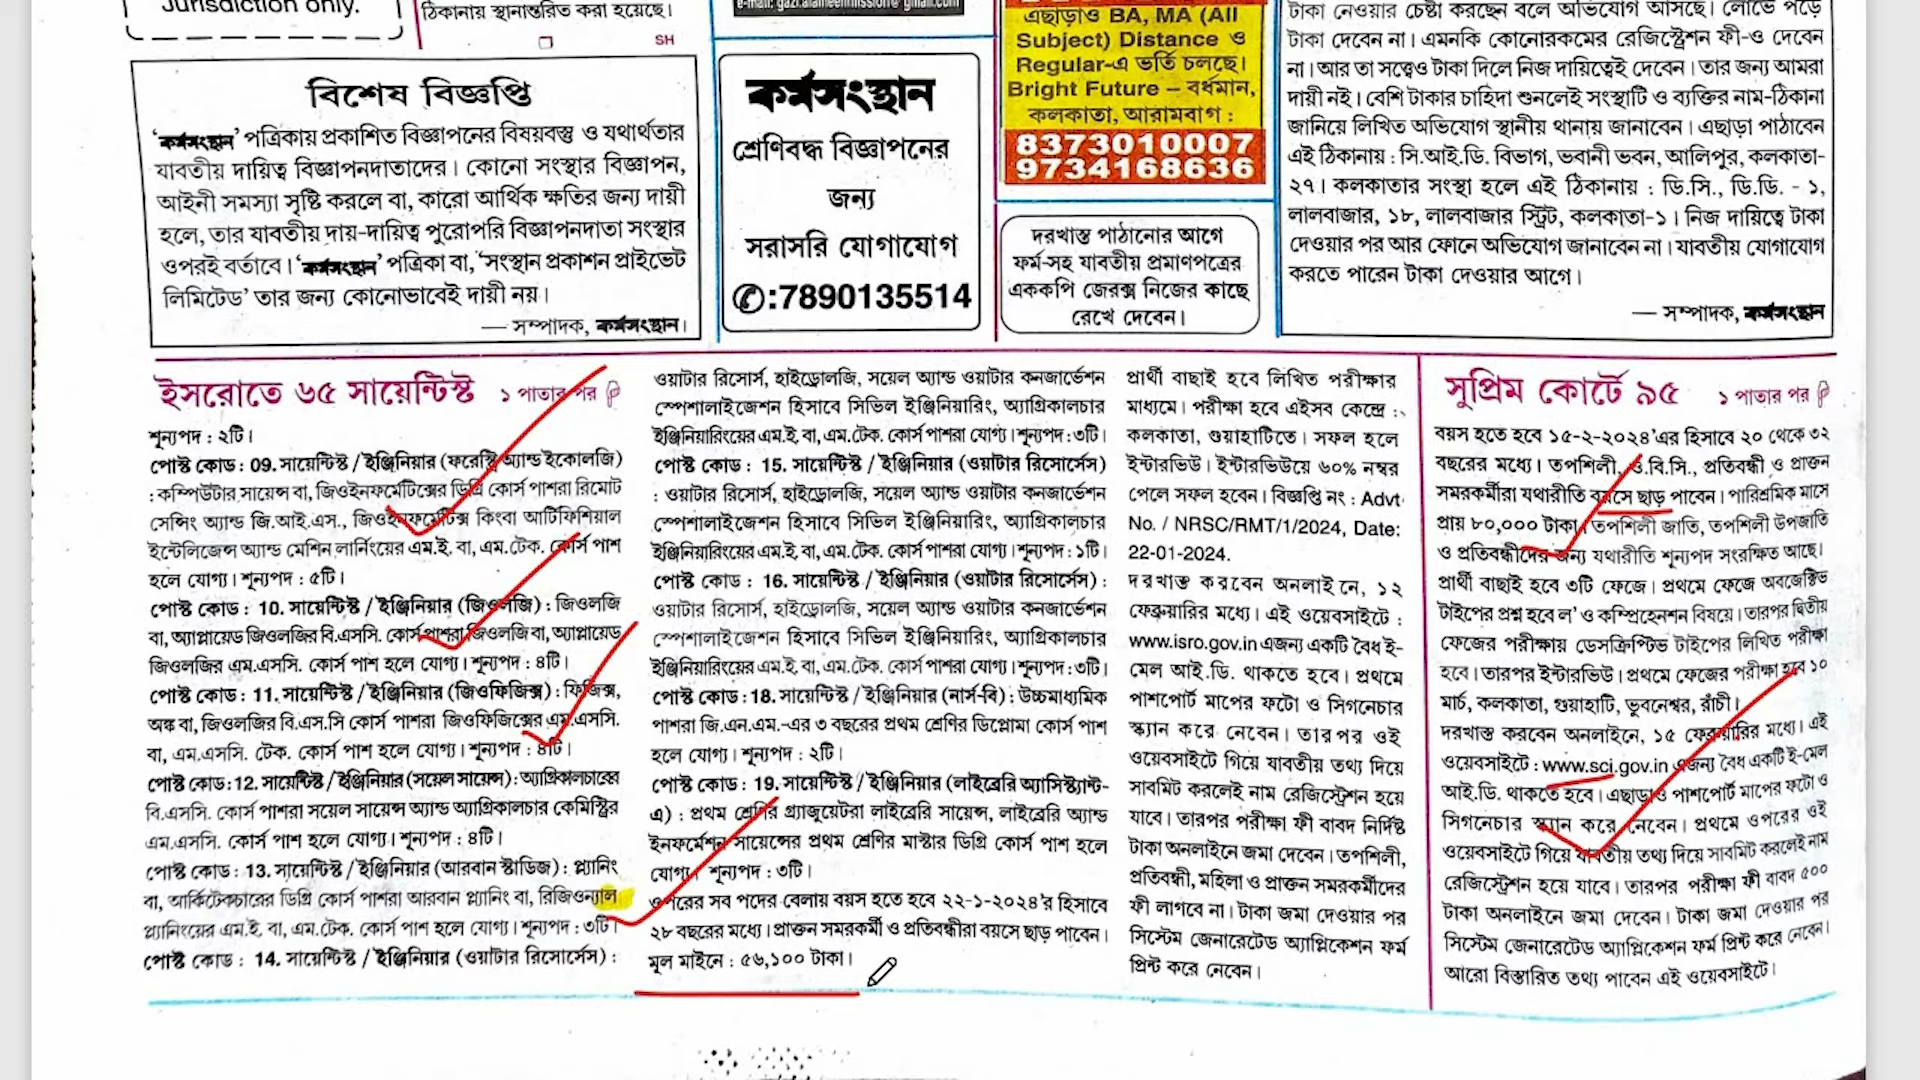 Jurisdiction only.
ঠিকানায় স্থানান্তরিত করা হয়েছে।
SH
বিশেষ বিজ্ঞপ্তি
'কর্মসংস্থান' পত্রিকায় প্রকাশিত বিজ্ঞাপনের বিষয়বস্তু ও যথার্থতার
যাবতীয় দায়িত্ব বিজ্ঞাপনদাতাদের। কোনো সংস্থার বিজ্ঞাপন,
আইনী সমস্যা সৃষ্টি করলে বা, কারো আর্থিক ক্ষতির জন্য দায়ী
হলে, তার যাবতীয় দায়-দায়িত্ব পুরোপরি বিজ্ঞাপনদাতা সংস্থার
ওপরই বর্তাবে। 'কর্মসংস্থান' পত্রিকা বা, 'সংস্থান প্রকাশন প্রাইভেট
লিমিটেড' তার জন্য কোনোভাবেই দায়ী নয়।
— সম্পাদক, কর্মসংস্থান।
e-mail: gazi.alameenmission@gmail.com
কর্মসংস্থান
শ্রেণিবদ্ধ বিজ্ঞাপনের
জন্য
সরাসরি যোগাযোগ
✆:7890135514
এছাড়াও BA, MA (All
Subject) Distance ও
Regular-এ ভর্তি চলছে।
Bright Future – বর্ধমান,
কলকাতা, আরামবাগ :
8373010007
9734168636
দরখাস্ত পাঠানোর আগে
ফর্ম-সহ যাবতীয় প্রমাণপত্রের
এককপি জেরক্স নিজের কাছে
রেখে দেবেন।
টাকা নেওয়ার চেষ্টা করছেন বলে অভিযোগ আসছে। লোভে পড়ে
টাকা দেবেন না। এমনকি কোনোরকমের রেজিস্ট্রেশন ফী-ও দেবেন
না। আর তা সত্ত্বেও টাকা দিলে নিজ দায়িত্বেই দেবেন। তার জন্য আমরা
দায়ী নই। বেশি টাকার চাহিদা শুনলেই সংস্থাটি ও ব্যক্তির নাম-ঠিকানা
জানিয়ে লিখিত অভিযোগ স্থানীয় থানায় জানাবেন। এছাড়া পাঠাবেন
এই ঠিকানায় : সি.আই.ডি. বিভাগ, ভবানী ভবন, আলিপুর, কলকাতা-
২৭। কলকাতার সংস্থা হলে এই ঠিকানায় : ডি.সি., ডি.ডি. - ১,
লালবাজার, ১৮, লালবাজার স্ট্রিট, কলকাতা-১। নিজ দায়িত্বে টাকা
দেওয়ার পর আর ফোনে অভিযোগ জানাবেন না। যাবতীয় যোগাযোগ
করতে পারেন টাকা দেওয়ার আগে।
— সম্পাদক, কর্মসংস্থান
ইসরোতে ৬৫ সায়েন্টিস্ট ১ পাতার পর
শূন্যপদ : ২টি।
পোস্ট কোড : 09. সায়েন্টিস্ট / ইঞ্জিনিয়ার (ফরেস্ট্রি অ্যান্ড ইকোলজি)
: কম্পিউটার সায়েন্স বা, জিওইনফর্মেটিক্সের ডিগ্রি কোর্স পাশরা রিমোট
সেন্সিং অ্যান্ড জি.আই.এস., জিওইনফর্মেটিক্স কিংবা আর্টিফিশিয়াল
ইন্টেলিজেন্স অ্যান্ড মেশিন লার্নিংয়ের এম.ই. বা, এম.টেক. কোর্স পাশ
হলে যোগ্য। শূন্যপদ : ৫টি।
পোস্ট কোড : 10. সায়েন্টিস্ট / ইঞ্জিনিয়ার (জিওলজি) : জিওলজি
বা, অ্যাপ্লায়েড জিওলজির বি.এসসি. কোর্স পাশরা জিওলজি বা, অ্যাপ্লায়েড
জিওলজির এম.এসসি. কোর্স পাশ হলে যোগ্য। শূন্যপদ : ৪টি।
পোস্ট কোড : 11. সায়েন্টিস্ট / ইঞ্জিনিয়ার (জিওফিজিক্স) : ফিজিক্স,
অঙ্ক বা, জিওলজির বি.এস.সি কোর্স পাশরা জিওফিজিক্সের এম.এসসি.
বা, এম.এসসি. টেক. কোর্স পাশ হলে যোগ্য। শূন্যপদ : ৪টি।
পোস্ট কোড : 12. সায়েন্টিস্ট / ইঞ্জিনিয়ার (সয়েল সায়েন্স) : অ্যাগ্রিকালচারের
বি.এসসি. কোর্স পাশরা সয়েল সায়েন্স অ্যান্ড অ্যাগ্রিকালচার কেমিস্ট্রির
এম.এসসি. কোর্স পাশ হলে যোগ্য। শূন্যপদ : ৪টি।
পোস্ট কোড : 13. সায়েন্টিস্ট / ইঞ্জিনিয়ার (আরবান স্টাডিজ) : প্ল্যানিং
বা, আর্কিটেকচারের ডিগ্রি কোর্স পাশরা আরবান প্ল্যানিং বা, রিজিওন্যাল
প্ল্যানিংয়ের এম.ই. বা, এম.টেক. কোর্স পাশ হলে যোগ্য। শূন্যপদ : ৩টি।
পোস্ট কোড : 14. সায়েন্টিস্ট / ইঞ্জিনিয়ার (ওয়াটার রিসোর্সেস) :
ওয়াটার রিসোর্স, হাইড্রোলজি, সয়েল অ্যান্ড ওয়াটার কনজার্ভেশন
স্পেশালাইজেশন হিসাবে সিভিল ইঞ্জিনিয়ারিং, অ্যাগ্রিকালচার
ইঞ্জিনিয়ারিংয়ের এম.ই. বা, এম.টেক. কোর্স পাশরা যোগ্য। শূন্যপদ : ৩টি।
পোস্ট কোড : 15. সায়েন্টিস্ট / ইঞ্জিনিয়ার (ওয়াটার রিসোর্সেস)
: ওয়াটার রিসোর্স, হাইড্রোলজি, সয়েল অ্যান্ড ওয়াটার কনজার্ভেশন
স্পেশালাইজেশন হিসাবে সিভিল ইঞ্জিনিয়ারিং, অ্যাগ্রিকালচার
ইঞ্জিনিয়ারিংয়ের এম.ই. বা, এম.টেক. কোর্স পাশরা যোগ্য। শূন্যপদ : ১টি।
পোস্ট কোড : 16. সায়েন্টিস্ট / ইঞ্জিনিয়ার (ওয়াটার রিসোর্সেস) :
ওয়াটার রিসোর্স, হাইড্রোলজি, সয়েল অ্যান্ড ওয়াটার কনজার্ভেশন
স্পেশালাইজেশন হিসাবে সিভিল ইঞ্জিনিয়ারিং, অ্যাগ্রিকালচার
ইঞ্জিনিয়ারিংয়ের এম.ই. বা, এম.টেক. কোর্স পাশরা যোগ্য। শূন্যপদ : ৩টি।
পোস্ট কোড : 18. সায়েন্টিস্ট / ইঞ্জিনিয়ার (নার্স-বি) : উচ্চমাধ্যমিক
পাশরা জি.এন.এম.-এর ৩ বছরের প্রথম শ্রেণির ডিপ্লোমা কোর্স পাশ
হলে যোগ্য। শূন্যপদ : ২টি।
পোস্ট কোড : 19. সায়েন্টিস্ট / ইঞ্জিনিয়ার (লাইব্রেরি অ্যাসিস্ট্যান্ট-
এ) : প্রথম শ্রেণির গ্র্যাজুয়েটরা লাইব্রেরি সায়েন্স, লাইব্রেরি অ্যান্ড
ইনফর্মেশন সায়েন্সের প্রথম শ্রেণির মাস্টার ডিগ্রি কোর্স পাশ হলে
যোগ্য। শূন্যপদ : ৩টি।
ওপরের সব পদের বেলায় বয়স হতে হবে ২২-১-২০২৪'র হিসাবে
২৮ বছরের মধ্যে। প্রাক্তন সমরকর্মী ও প্রতিবন্ধীরা বয়সে ছাড় পাবেন।
মূল মাইনে : ৫৬,১০০ টাকা।
প্রার্থী বাছাই হবে লিখিত পরীক্ষার
মাধ্যমে। পরীক্ষা হবে এইসব কেন্দ্রে :
কলকাতা, গুয়াহাটিতে। সফল হলে
ইন্টারভিউ। ইন্টারভিউয়ে ৬০% নম্বর
পেলে সফল হবেন। বিজ্ঞপ্তি নং : Advt
No. / NRSC/RMT/1/2024, Date:
22-01-2024.
দরখাস্ত করবেন অনলাইনে, ১২
ফেব্রুয়ারির মধ্যে। এই ওয়েবসাইটে :
www.isro.gov.in এজন্য একটি বৈধ ই-
মেল আই.ডি. থাকতে হবে। প্রথমে
পাশপোর্ট মাপের ফটো ও সিগনেচার
স্ক্যান করে নেবেন। তারপর ওই
ওয়েবসাইটে গিয়ে যাবতীয় তথ্য দিয়ে
সাবমিট করলেই নাম রেজিস্ট্রেশন হয়ে
যাবে। তারপর পরীক্ষা ফী বাবদ নির্দিষ্ট
টাকা অনলাইনে জমা দেবেন। তপশিলী,
প্রতিবন্ধী, মহিলা ও প্রাক্তন সমরকর্মীদের
ফী লাগবে না। টাকা জমা দেওয়ার পর
সিস্টেম জেনারেটেড অ্যাপ্লিকেশন ফর্ম
প্রিন্ট করে নেবেন।
সুপ্রিম কোর্টে ৯৫ ১ পাতার পর
বয়স হতে হবে ১৫-২-২০২৪'এর হিসাবে ২০ থেকে ৩২
বছরের মধ্যে। তপশিলী, ও.বি.সি., প্রতিবন্ধী ও প্রাক্তন
সমরকর্মীরা যথারীতি বয়সে ছাড় পাবেন। পারিশ্রমিক মাসে
প্রায় ৮০,০০০ টাকা। তপশিলী জাতি, তপশিলী উপজাতি
ও প্রতিবন্ধীদের জন্য যথারীতি শূন্যপদ সংরক্ষিত আছে।
প্রার্থী বাছাই হবে ৩টি ফেজে। প্রথমে ফেজে অবজেক্টিভ
টাইপের প্রশ্ন হবে ল' ও কম্প্রিহেনশন বিষয়ে। তারপর দ্বিতীয়
ফেজের পরীক্ষায় ডেসক্রিপ্টিভ টাইপের লিখিত পরীক্ষা
হবে। তারপর ইন্টারভিউ। প্রথমে ফেজের পরীক্ষা হবে ১০
মার্চ, কলকাতা, গুয়াহাটি, ভুবনেশ্বর, রাঁচী।
দরখাস্ত করবেন অনলাইনে, ১৫ ফেব্রুয়ারির মধ্যে। এই
ওয়েবসাইটে : www.sci.gov.in এজন্য বৈধ একটি ই-মেল
আই.ডি. থাকতে হবে। এছাড়াও পাশপোর্ট মাপের ফটো ও
সিগনেচার স্ক্যান করে নেবেন। প্রথমে ওপরের ওই
ওয়েবসাইটে গিয়ে যাবতীয় তথ্য দিয়ে সাবমিট করলেই নাম
রেজিস্ট্রেশন হয়ে যাবে। তারপর পরীক্ষা ফী বাবদ ৫০০
টাকা অনলাইনে জমা দেবেন। টাকা জমা দেওয়ার পর
সিস্টেম জেনারেটেড অ্যাপ্লিকেশন ফর্ম প্রিন্ট করে নেবেন।
আরো বিস্তারিত তথ্য পাবেন এই ওয়েবসাইটে।